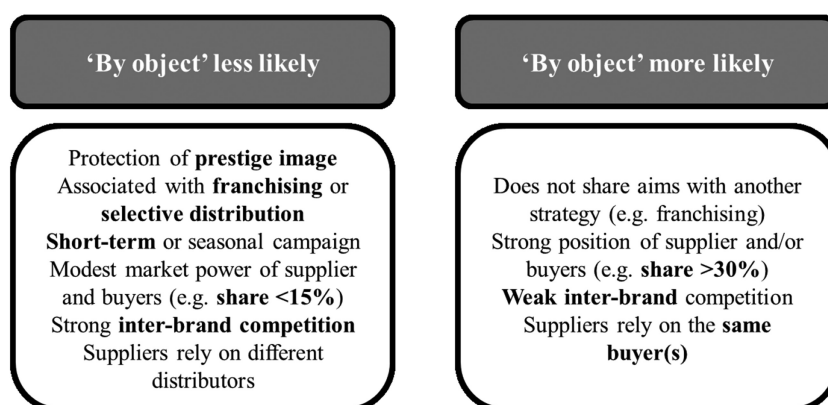 ‘By object’ less likely
Protection of prestige image
Associated with franchising or
selective distribution
Short-term or seasonal campaign
Modest market power of supplier
and buyers (e.g. share <15%)
Strong inter-brand competition
Suppliers rely on different
distributors
‘By object’ more likely
Does not share aims with another
strategy (e.g. franchising)
Strong position of supplier and/or
buyers (e.g. share >30%)
Weak inter-brand competition
Suppliers rely on the same
buyer(s)